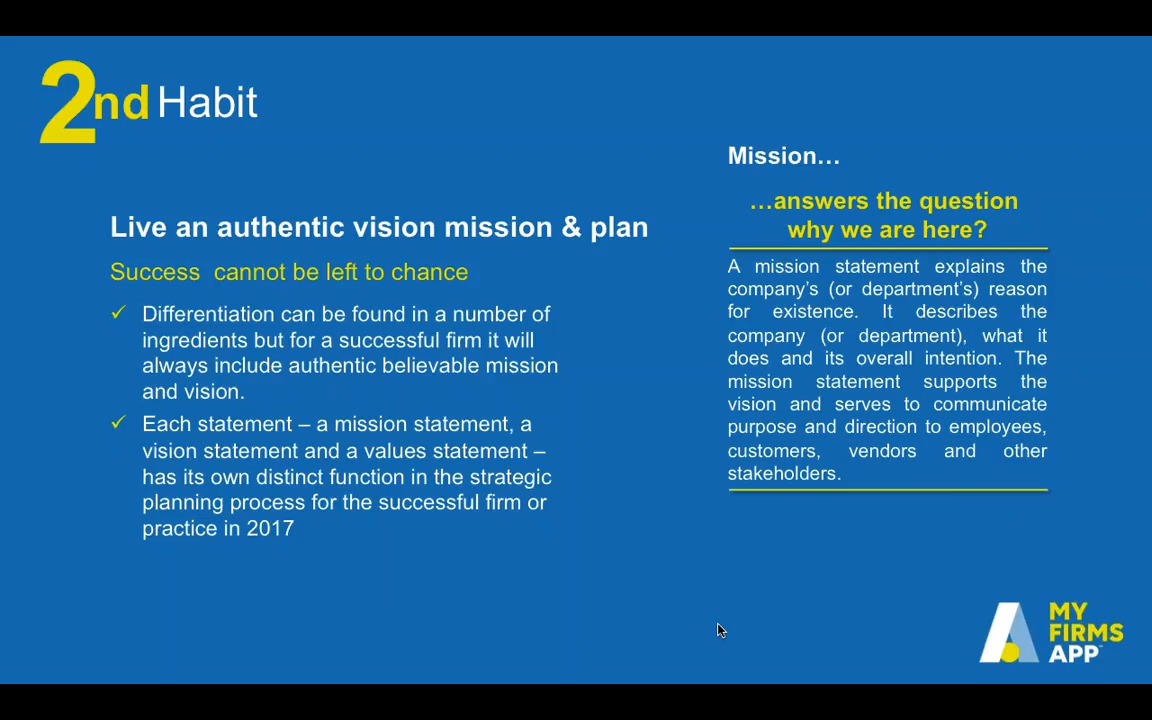 2nd Habit
Live an authentic vision mission & plan
Success cannot be left to chance
✓ Differentiation can be found in a number of
ingredients but for a successful firm it will
always include authentic believable mission
and vision.
✓ Each statement – a mission statement, a
vision statement and a values statement –
has its own distinct function in the strategic
planning process for the successful firm or
practice in 2017
Mission…
…answers the question
why we are here?
A mission statement explains the
company’s (or department’s) reason
for existence. It describes the
company (or department), what it
does and its overall intention. The
mission statement supports the
vision and serves to communicate
purpose and direction to employees,
customers, vendors and other
stakeholders.
MY
FIRMS
APP